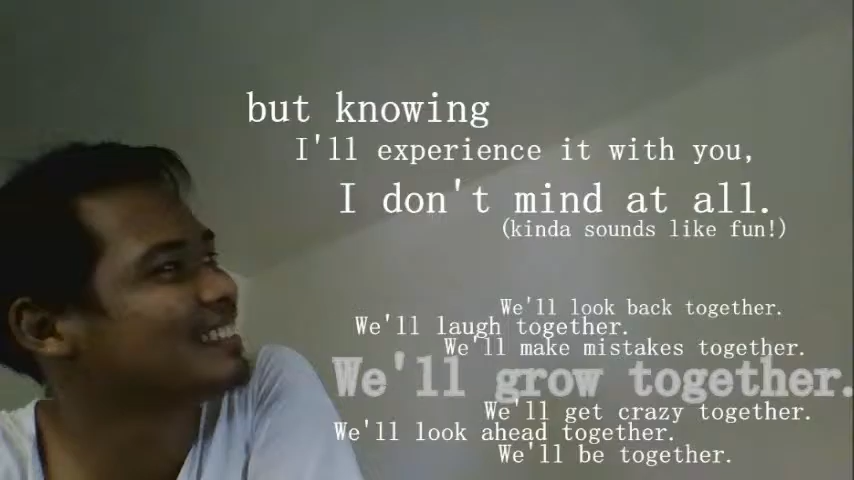 but knowing
I'll experience it with you,
I don't mind at all.
(kinda sounds like fun!)
We'll look back together.
We'll laugh together.
We'll make mistakes together.
We'll grow together.
We'll get crazy together.
We'll look ahead together.
We'll be together.